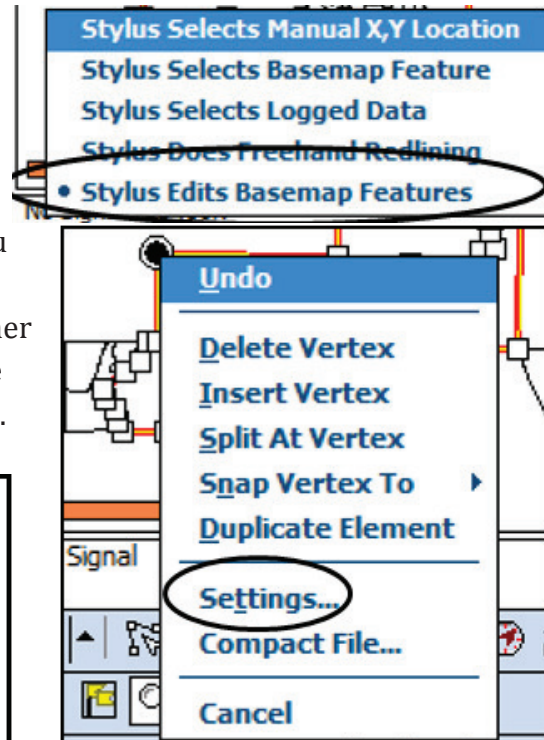 Stylus Selects Manual X,Y Location
Stylus Selects Basemap Feature
Stylus Selects Logged Data
Stylus Does Freehand Redlining
• Stylus Edits Basemap Features
Undo
Delete Vertex
Insert Vertex
Split At Vertex
Snap Vertex To
Duplicate Element
Signal
Settings...
Compact File...
Cancel